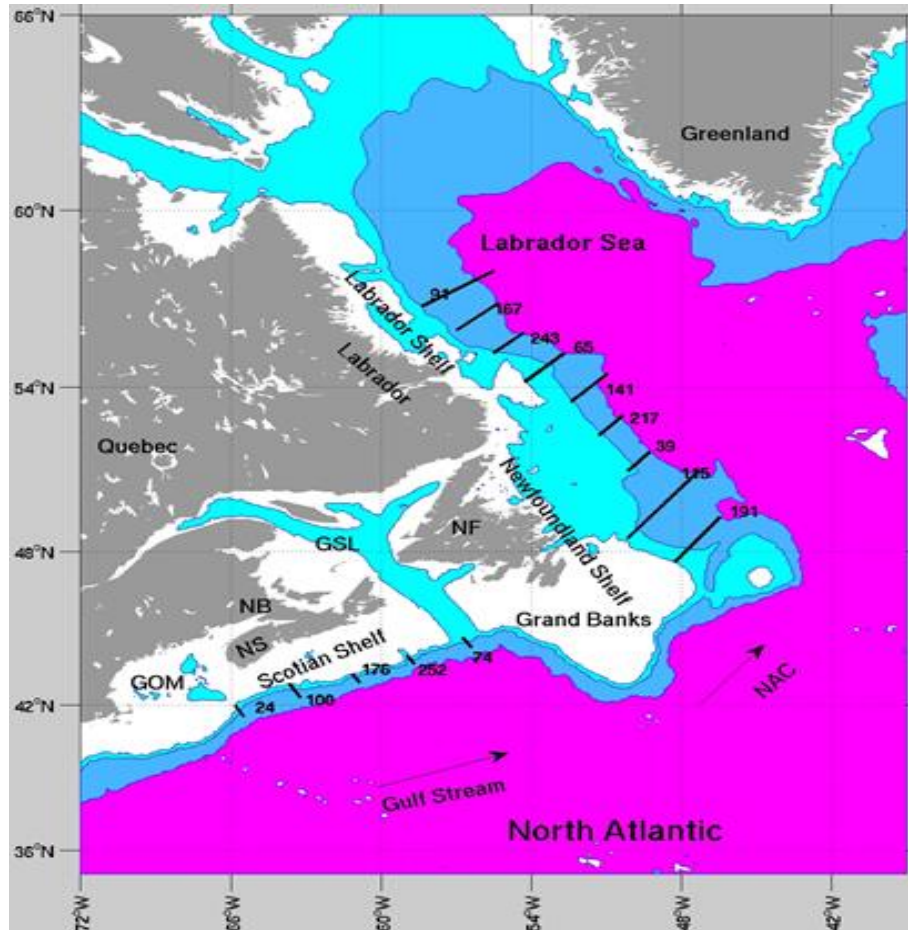 66°N
Greenland
60°N
Labrador Sea
91
167
Labrador Shelf
243
65
Labrador
54°N
141
217
Quebec
39
115
Newfoundland Shelf
191
NF
GSL
48°N
NB
Grand Banks
NS
Scotian Shelf
74
GOM
176
252
NAC
100
24
42°N
Gulf Stream
North Atlantic
36°N
72°W
66°W
60°W
54°W
48°W
42°W